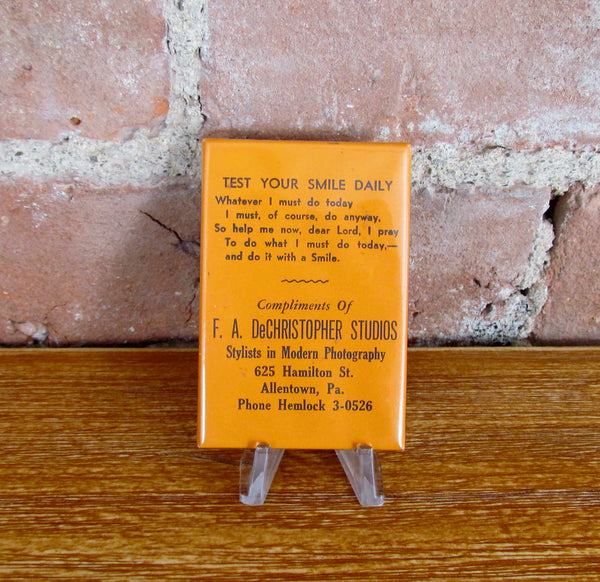 TEST YOUR SMILE DAILY
Whatever I must do today
I must, of course, do anyway,
So help me now, dear Lord, I pray
To do what I must do today,—
and do it with a Smile.
Compliments Of
F. A. DeCHRISTOPHER STUDIOS
Stylists in Modern Photography
625 Hamilton St.
Allentown, Pa.
Phone Hemlock 3-0526